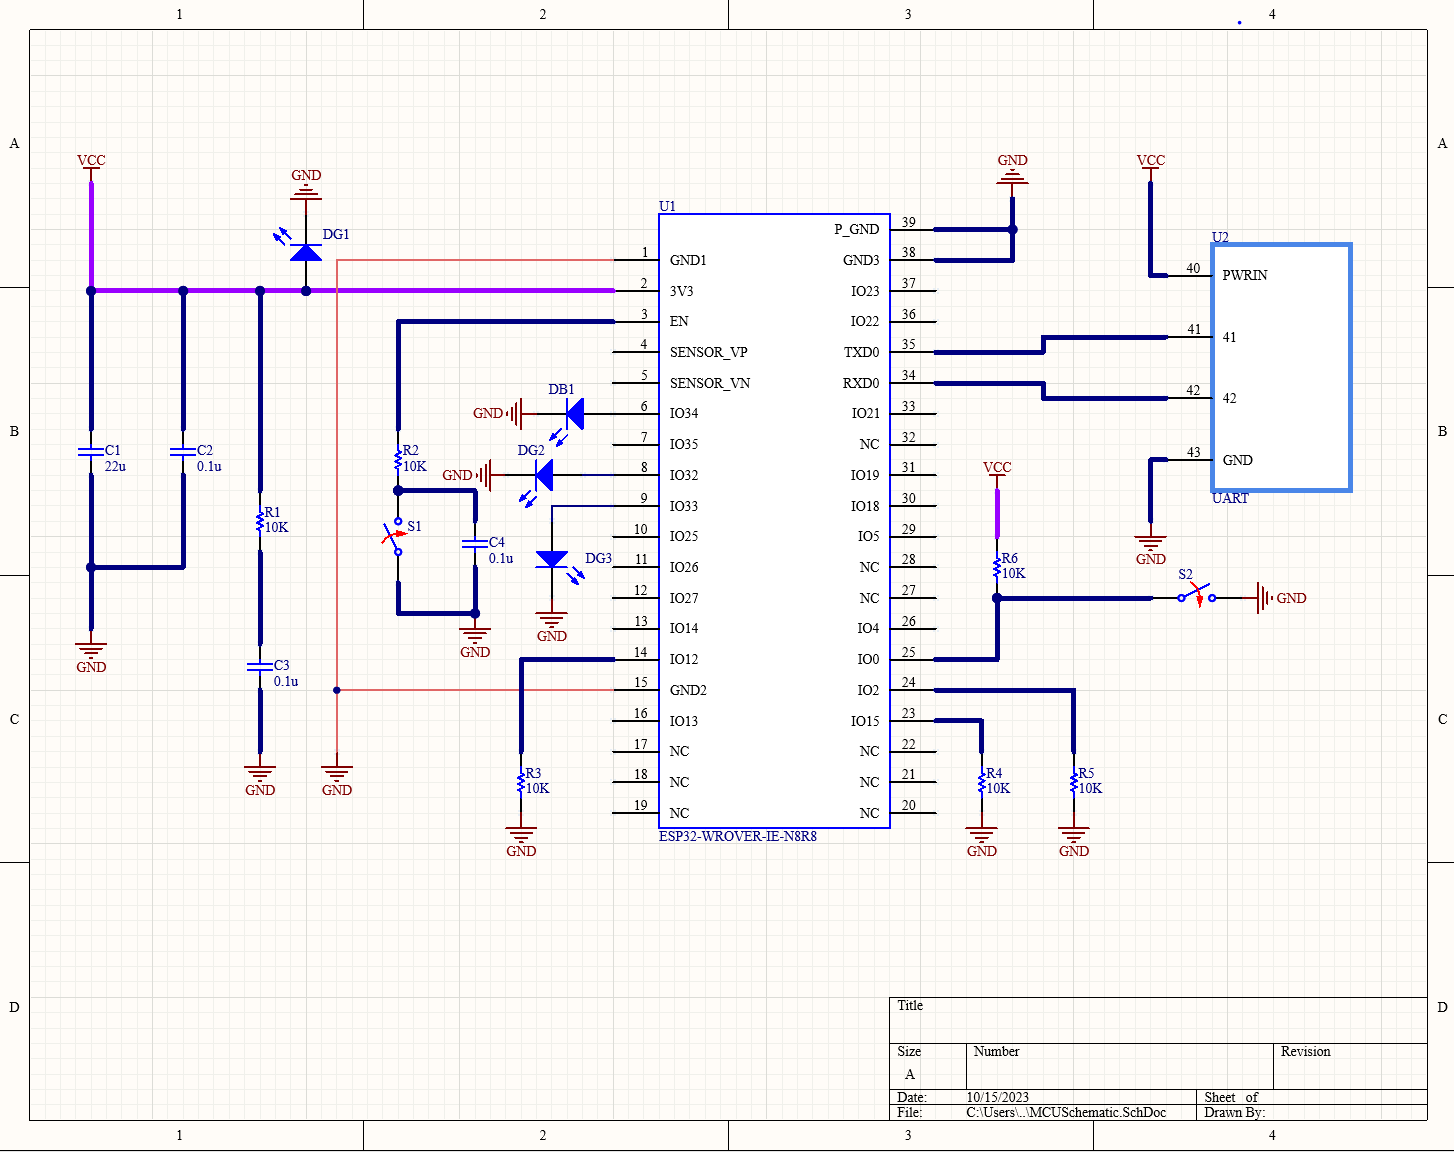 1 2 3 4
A A
B B
C C
D D
VCC
GND
DG1
C1
22u
C2
0.1u
R1
10K
C3
0.1u
GND
GND
GND
R2
10K
S1
C4
0.1u
GND
DB1
GND
DG2
GND
DG3
GND
R3
10K
GND
U1
1 GND1
2 3V3
3 EN
4 SENSOR_VP
5 SENSOR_VN
6 IO34
7 IO35
8 IO32
9 IO33
10 IO25
11 IO26
12 IO27
13 IO14
14 IO12
15 GND2
16 IO13
17 NC
18 NC
19 NC
P_GND 39
GND3 38
IO23 37
IO22 36
TXD0 35
RXD0 34
IO21 33
NC 32
IO19 31
IO18 30
IO5 29
NC 28
NC 27
IO4 26
IO0 25
IO2 24
IO15 23
NC 22
NC 21
NC 20
ESP32-WROVER-IE-N8R8
GND
VCC
U2
40 PWRIN
41 41
42 42
43 GND
UART
GND
VCC
R6
10K
S2
GND
R4
10K
GND
R5
10K
GND
Title
Size
A
Number
Revision
Date: 10/15/2023
Sheet of
File: C:\Users\..\MCUSchematic.SchDoc
Drawn By:
1 2 3 4